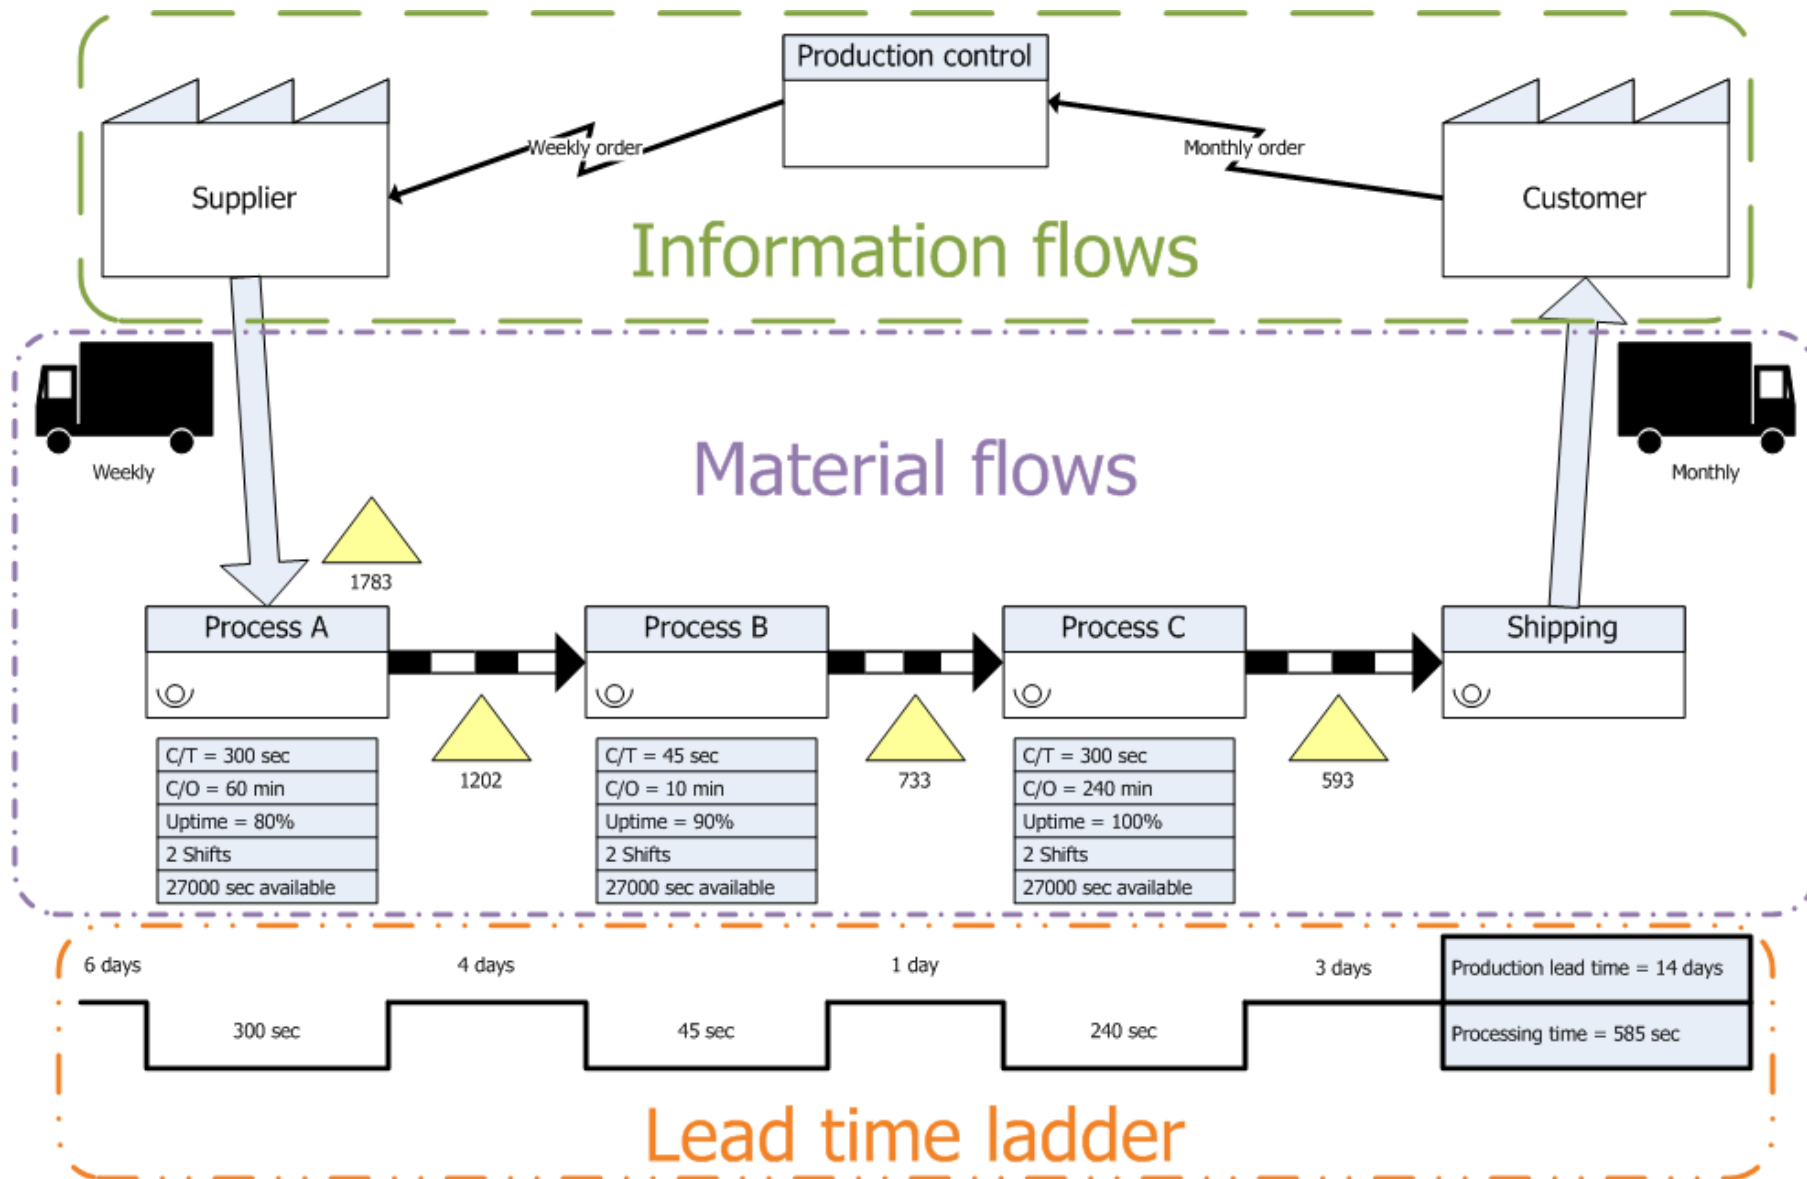 Production control
Weekly order
Monthly order
Supplier
Customer
Information flows
Weekly
Material flows
Monthly
1783
Process A
Process B
Process C
Shipping
1202
733
593
C/T = 300 sec
C/O = 60 min
Uptime = 80%
2 Shifts
27000 sec available
C/T = 45 sec
C/O = 10 min
Uptime = 90%
2 Shifts
27000 sec available
C/T = 300 sec
C/O = 240 min
Uptime = 100%
2 Shifts
27000 sec available
6 days
4 days
1 day
3 days
Production lead time = 14 days
300 sec
45 sec
240 sec
Processing time = 585 sec
Lead time ladder